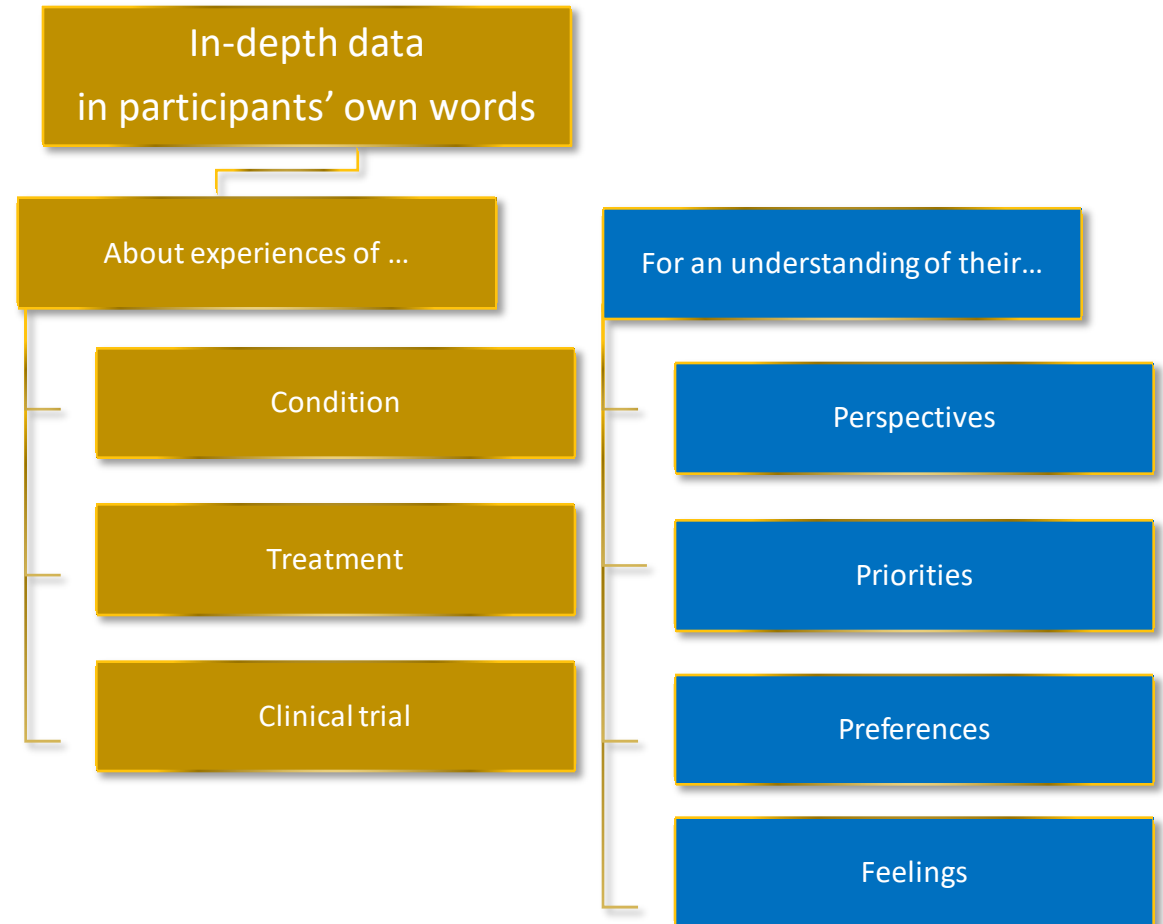 In-depth data
in participants’ own words
About experiences of …
Condition
Treatment
Clinical trial
For an understanding of their…
Perspectives
Priorities
Preferences
Feelings